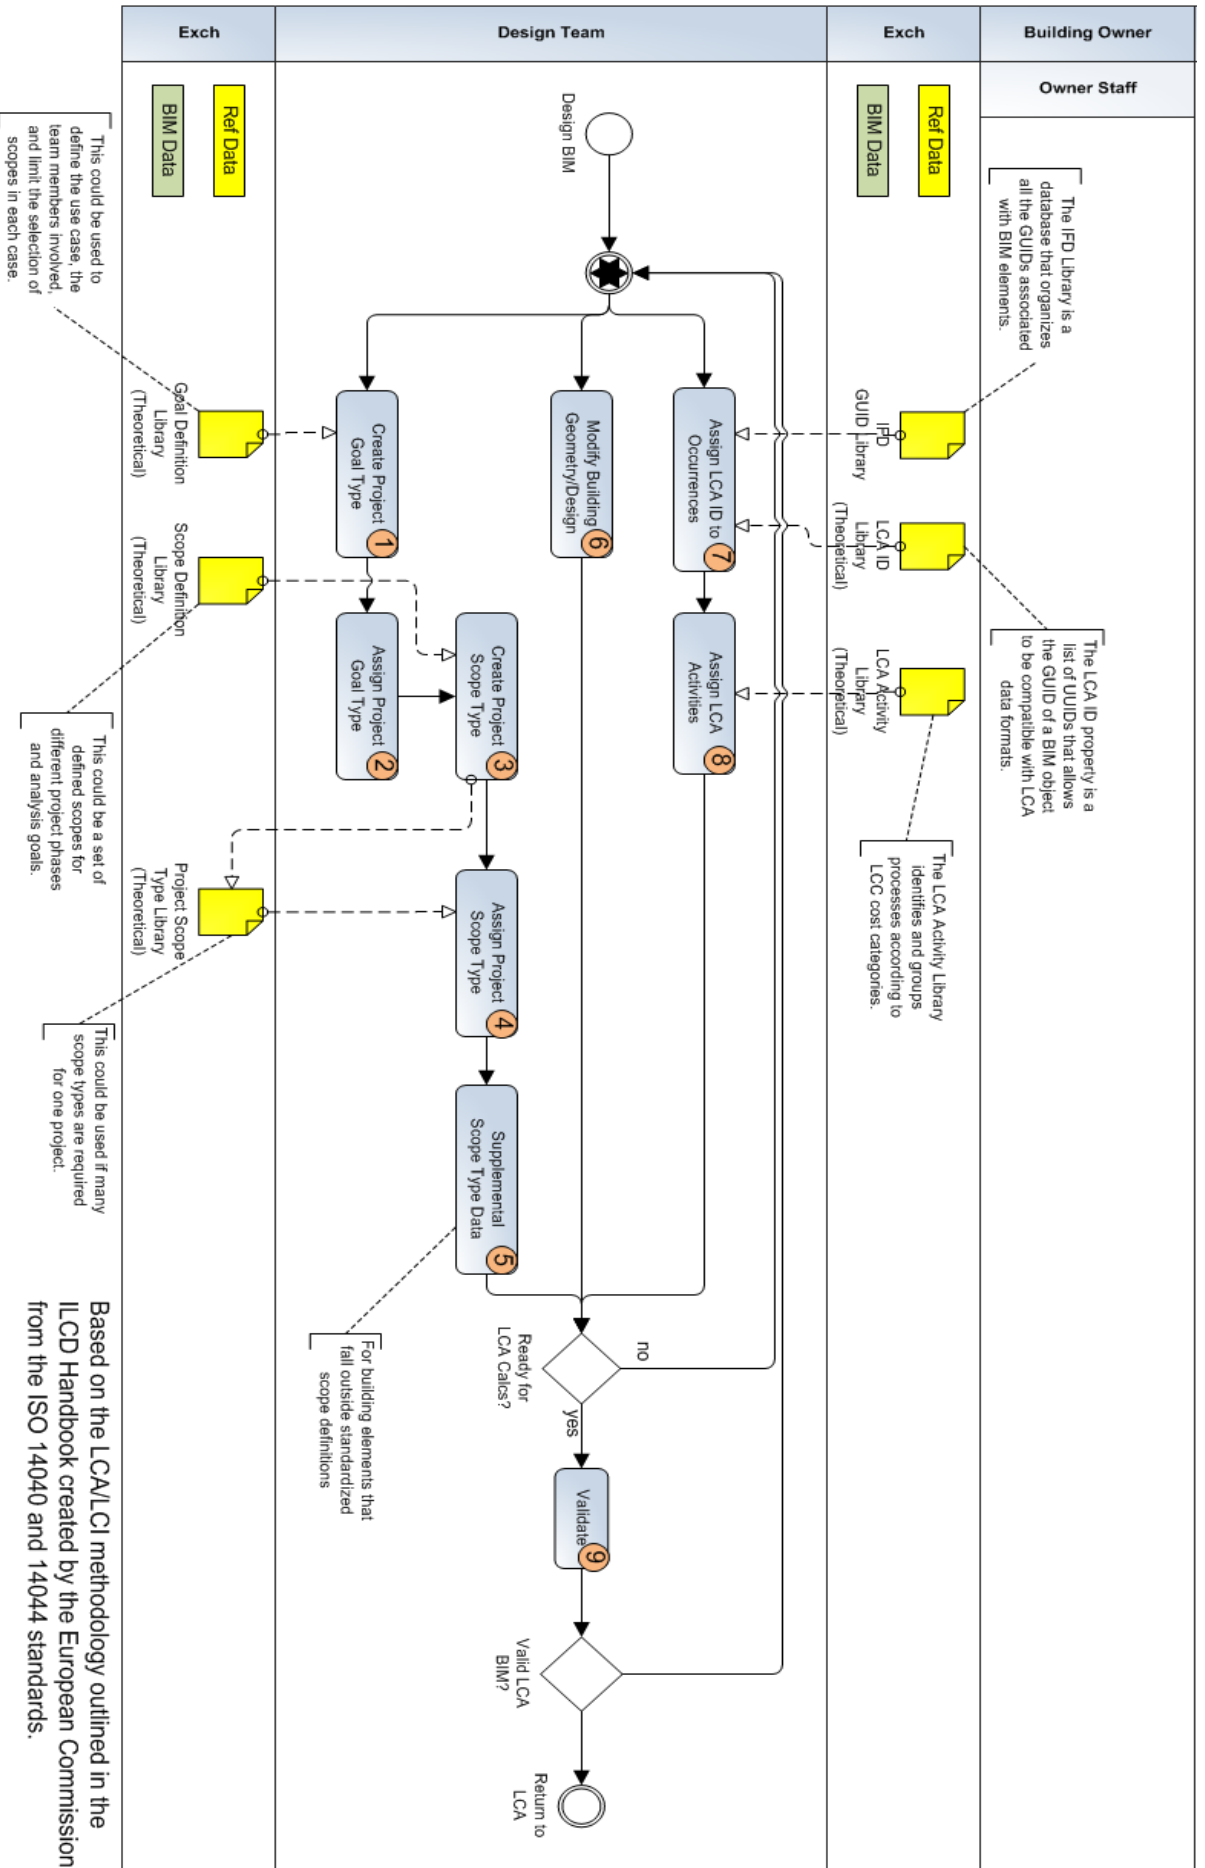 Exch
Design Team
Exch
Building Owner
Owner Staff
The IFD Library is a
database that organizes
all the GUIDs associated
with BIM elements.
The LCA ID property is a
list of UUIDs that allows
the GUID of a BIM object
to be compatible with LCA
data formats.
The LCA Activity Library
identifies and groups
processes according to
LCC cost categories.
Ref Data
BIM Data
IFD
GUID Library
LCA ID
Library
(Theoretical)
LCA Activity
Library
(Theoretical)
Design BIM
Assign LCA ID to
Occurrences
7
Assign LCA
Activities
8
Modify Building
Geometry/Design
6
Create Project
Goal Type
1
Assign Project
Goal Type
2
Create Project
Scope Type
3
Assign Project
Scope Type
4
Supplemental
Scope Type Data
5
no
Ready for
LCA Calcs?
yes
Validate
9
Valid LCA
BIM?
Return to
LCA
For building elements that
fall outside standardized
scope definitions
Ref Data
BIM Data
Goal Definition
Library
(Theoretical)
Scope Definition
Library
(Theoretical)
Project Scope
Type Library
(Theoretical)
This could be used to
define the use case, the
team members involved,
and limit the selection of
scopes in each case.
This could be a set of
defined scopes for
different project phases
and analysis goals.
This could be used if many
scope types are required
for one project.
Based on the LCA/LCI methodology outlined in the
ILCD Handbook created by the European Commission
from the ISO 14040 and 14044 standards.